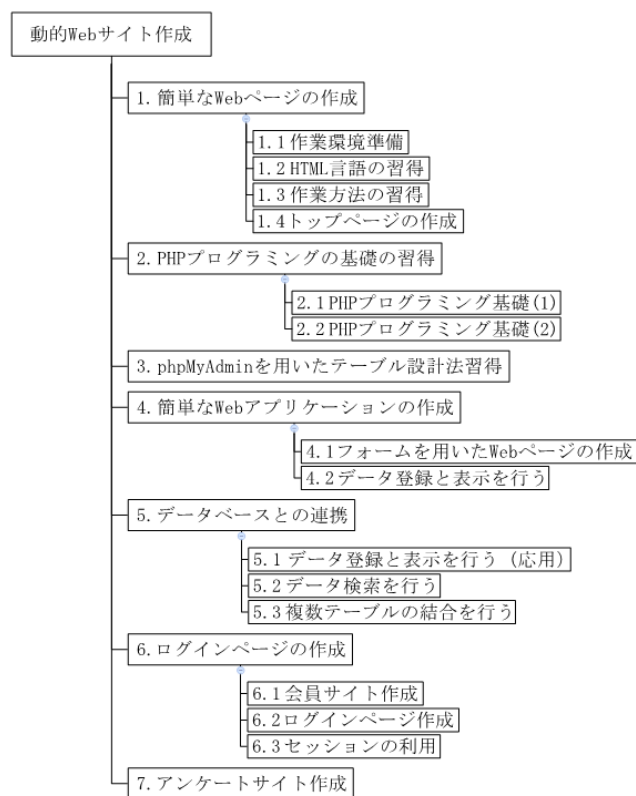 動的Webサイト作成
1.簡単なWebページの作成
1.1作業環境準備
1.2HTML言語の習得
1.3作業方法の習得
1.4トップページの作成
2.PHPプログラミングの基礎の習得
2.1PHPプログラミング基礎(1)
2.2PHPプログラミング基礎(2)
3.phpMyAdminを用いたテーブル設計法習得
4.簡単なWebアプリケーションの作成
4.1フォームを用いたWebページの作成
4.2データ登録と表示を行う
5.データベースとの連携
5.1データ登録と表示を行う（応用）
5.2データ検索を行う
5.3複数テーブルの結合を行う
6.ログインページの作成
6.1会員サイト作成
6.2ログインページ作成
6.3セッションの利用
7.アンケートサイト作成